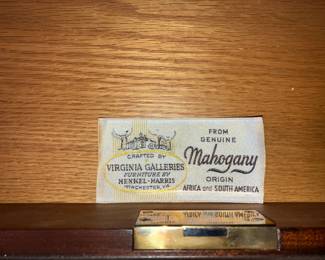 CRAFTED BY
VIRGINIA GALLERIES
FURNITURE BY
HENKEL-HARRIS
WINCHESTER, VA.
FROM
GENUINE
Mahogany
ORIGIN
AFRICA and SOUTH AMERICA